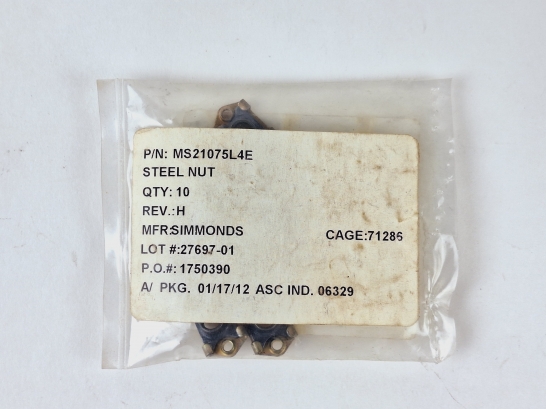 P/N: MS21075L4E
STEEL NUT
QTY: 10
REV.:H
MFR:SIMMONDS CAGE:71286
LOT #:27697-01
P.O.#: 1750390
A/ PKG. 01/17/12 ASC IND. 06329